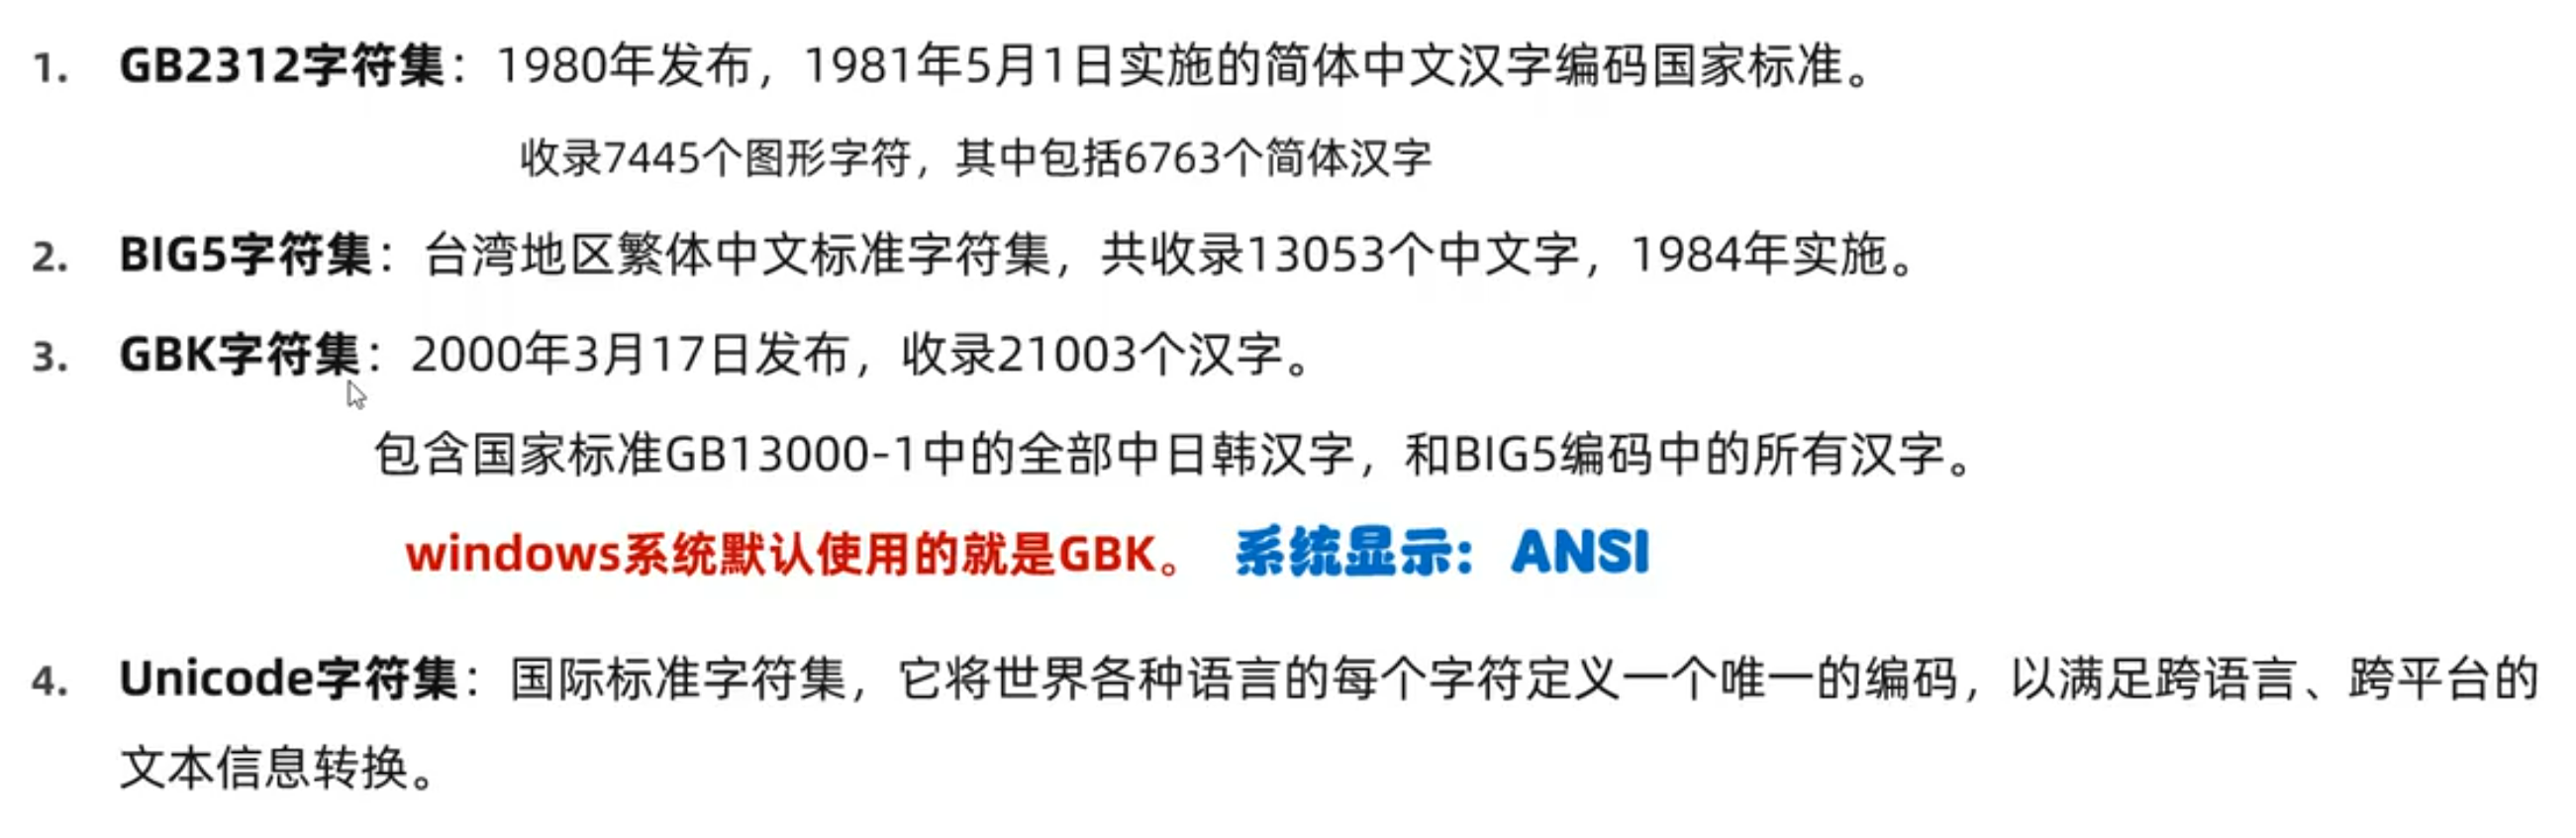 1. GB2312字符集：1980年发布，1981年5月1日实施的简体中文汉字编码国家标准。
收录7445个图形字符，其中包括6763个简体汉字
2. BIG5字符集：台湾地区繁体中文标准字符集，共收录13053个中文字，1984年实施。
3. GBK字符集：2000年3月17日发布，收录21003个汉字。
包含国家标准GB13000-1中的全部中日韩汉字，和BIG5编码中的所有汉字。
windows系统默认使用的就是GBK。 系统显示：ANSI
4. Unicode字符集：国际标准字符集，它将世界各种语言的每个字符定义一个唯一的编码，以满足跨语言、跨平台的
文本信息转换。